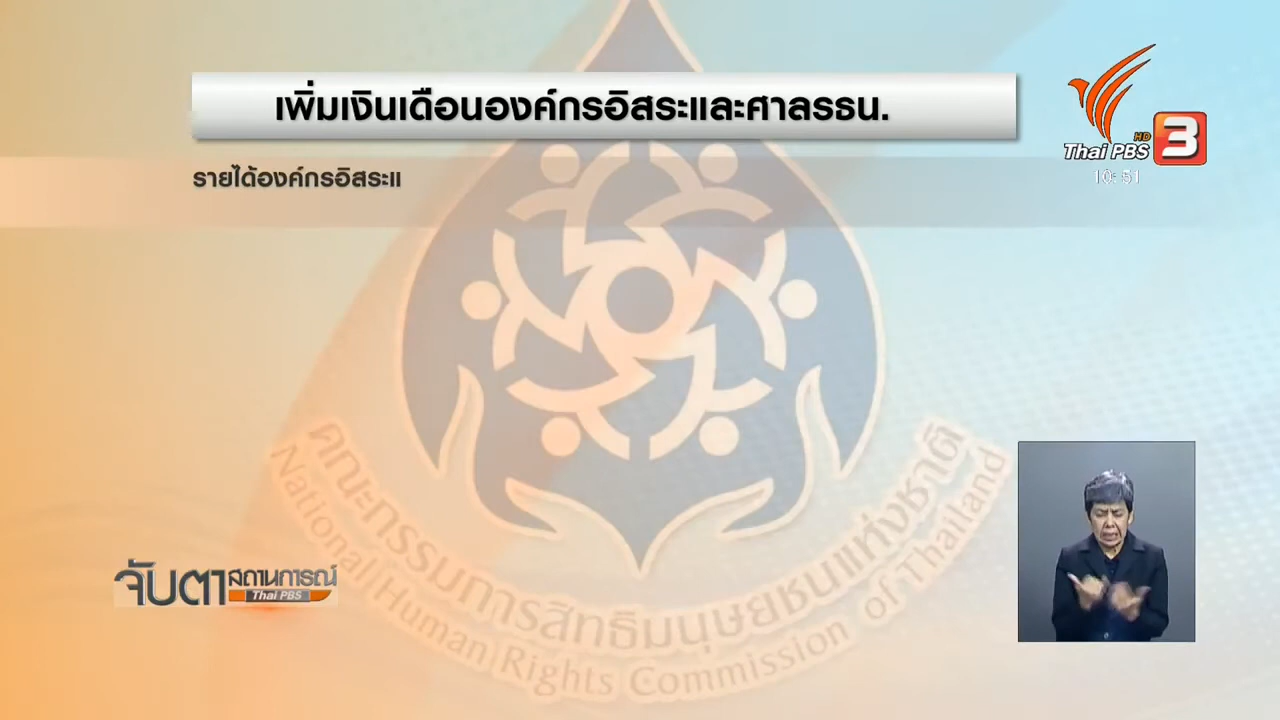 เพิ่มเงินเดือนองค์กรอิสระและศาลรธน.
รายได้องค์กรอิสระแ
HD
Thai PBS 3
10:51
คณะกรรมการสิทธิมนุษยชนแห่งชาติ
National Human Rights Commission of Thailand
จับตาสถานการณ์
Thai PBS